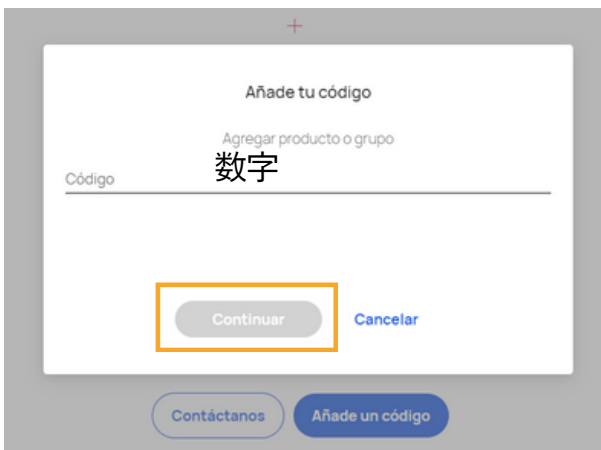 Añade tu código
Agregar producto o grupo
数字
Código
Continuar
Cancelar
Contáctanos
Añade un código